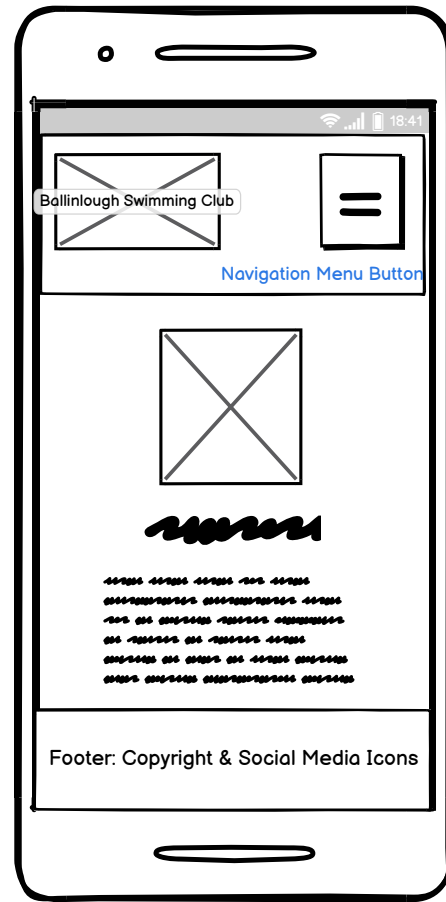 18:41
Ballinlough Swimming Club
Navigation Menu Button
Footer: Copyright & Social Media Icons